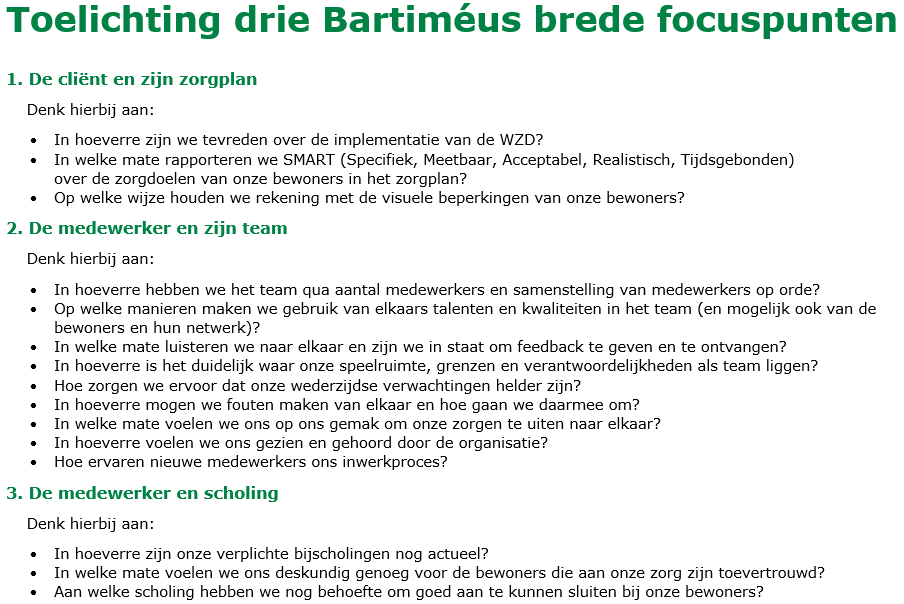 Toelichting drie Bartiméus brede focuspunten
1. De cliënt en zijn zorgplan
Denk hierbij aan:
• In hoeverre zijn we tevreden over de implementatie van de WZD?
• In welke mate rapporteren we SMART (Specifiek, Meetbaar, Acceptabel, Realistisch, Tijdsgebonden)
over de zorgdoelen van onze bewoners in het zorgplan?
• Op welke wijze houden we rekening met de visuele beperkingen van onze bewoners?
2. De medewerker en zijn team
Denk hierbij aan:
• In hoeverre hebben we het team qua aantal medewerkers en samenstelling van medewerkers op orde?
• Op welke manieren maken we gebruik van elkaars talenten en kwaliteiten in het team (en mogelijk ook van de
bewoners en hun netwerk)?
• In welke mate luisteren we naar elkaar en zijn we in staat om feedback te geven en te ontvangen?
• In hoeverre is het duidelijk waar onze speelruimte, grenzen en verantwoordelijkheden als team liggen?
• Hoe zorgen we ervoor dat onze wederzijdse verwachtingen helder zijn?
• In hoeverre mogen we fouten maken van elkaar en hoe gaan we daarmee om?
• In welke mate voelen we ons op ons gemak om onze zorgen te uiten naar elkaar?
• In hoeverre voelen we ons gezien en gehoord door de organisatie?
• Hoe ervaren nieuwe medewerkers ons inwerkproces?
3. De medewerker en scholing
Denk hierbij aan:
• In hoeverre zijn onze verplichte bijscholingen nog actueel?
• In welke mate voelen we ons deskundig genoeg voor de bewoners die aan onze zorg zijn toevertrouwd?
• Aan welke scholing hebben we nog behoefte om goed aan te kunnen sluiten bij onze bewoners?